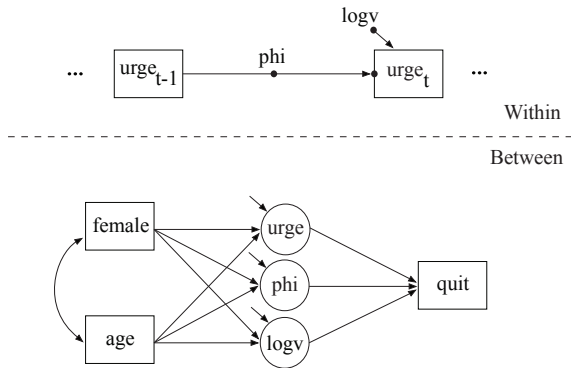 logv
phi
... urge t-1 urge t ...
Within
Between
female
urge
phi
quit
age
logv